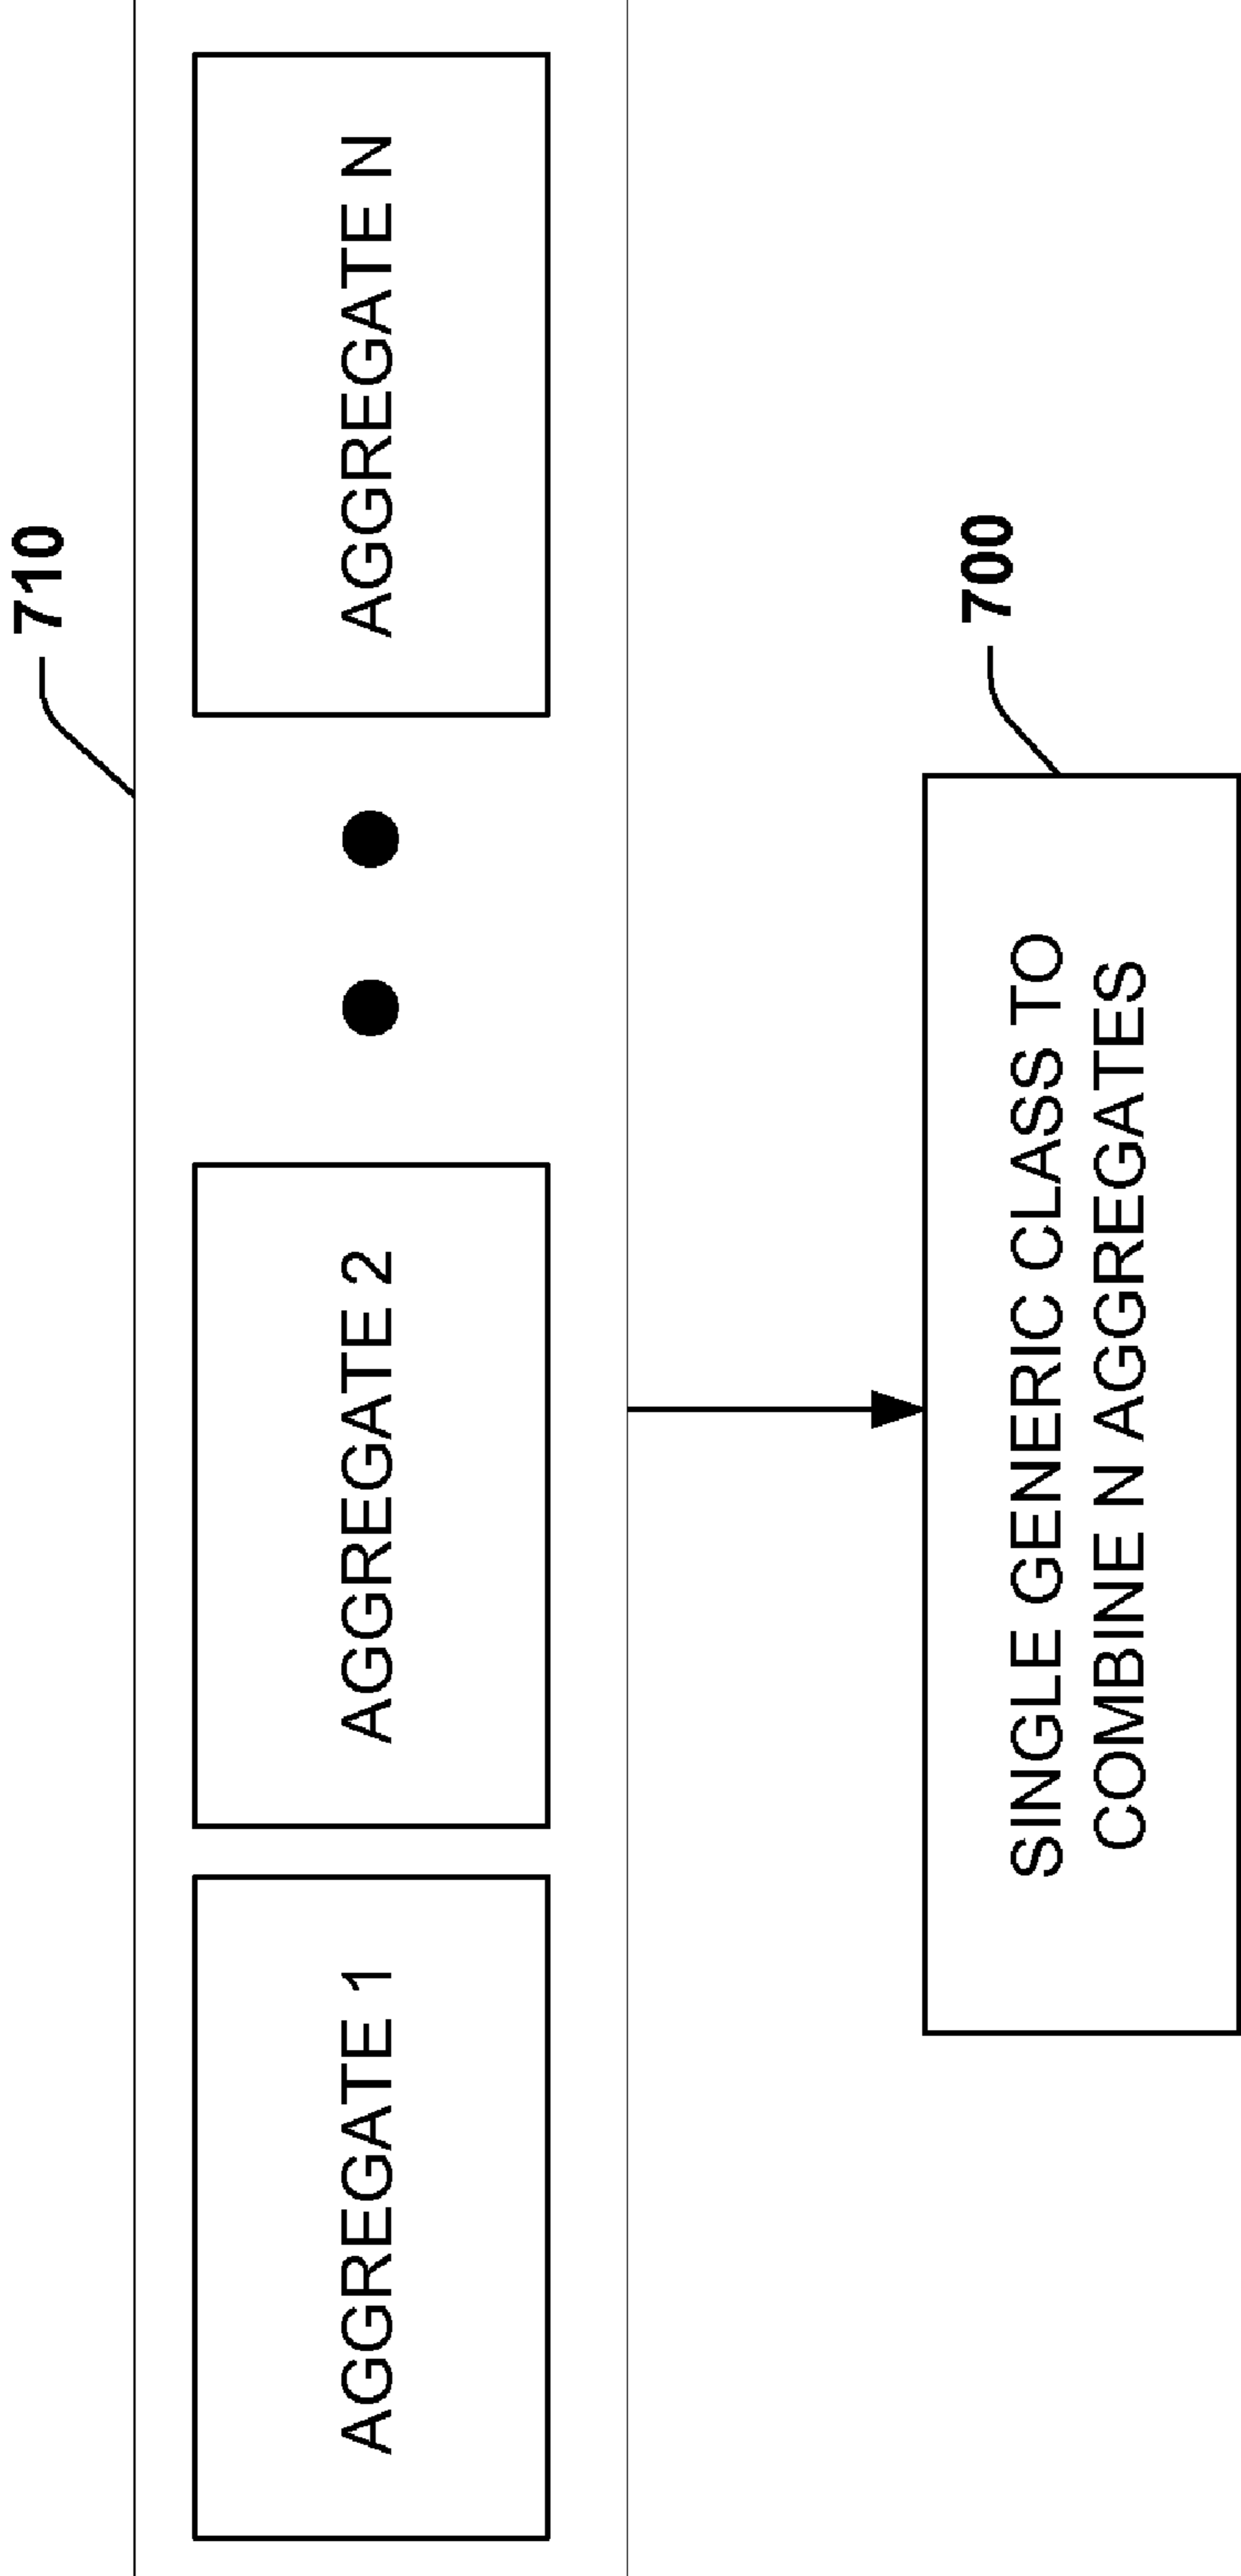 710
AGGREGATE 1
AGGREGATE 2
AGGREGATE N
700
SINGLE GENERIC CLASS TO
COMBINE N AGGREGATES